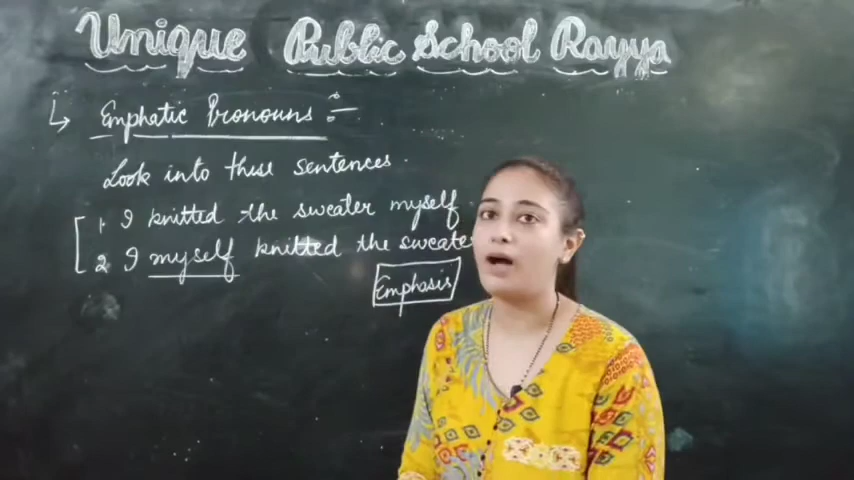 Unique Public School Rayya
↳ Emphatic Pronouns :-
Look into these sentences.
1. I knitted the sweater myself.
2. I myself knitted the sweater
Emphasis